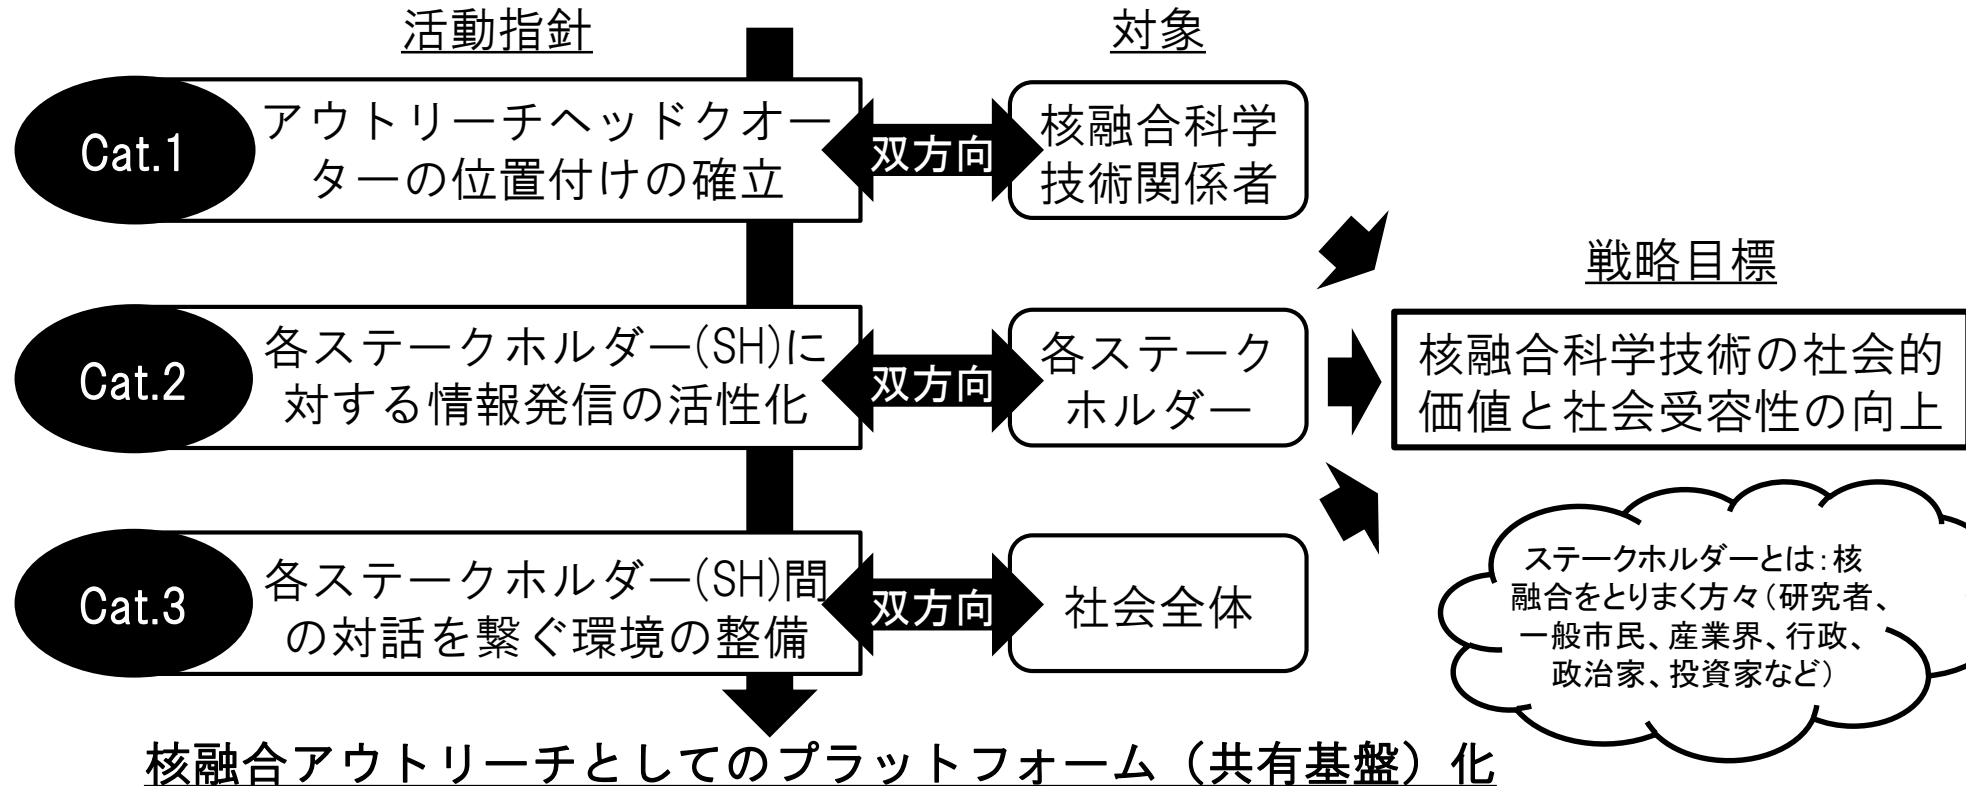 活動指針
対象
Cat.1
アウトリーチヘッドクオー
ターの位置付けの確立
双方向
核融合科学
技術関係者
Cat.2
各ステークホルダー(SH)に
対する情報発信の活性化
双方向
各ステーク
ホルダー
戦略目標
核融合科学技術の社会的
価値と社会受容性の向上
Cat.3
各ステークホルダー(SH)間
の対話を繋ぐ環境の整備
双方向
社会全体
ステークホルダーとは:核
融合をとりまく方々(研究者、
一般市民、産業界、行政、
政治家、投資家など)
核融合アウトリーチとしてのプラットフォーム（共有基盤）化